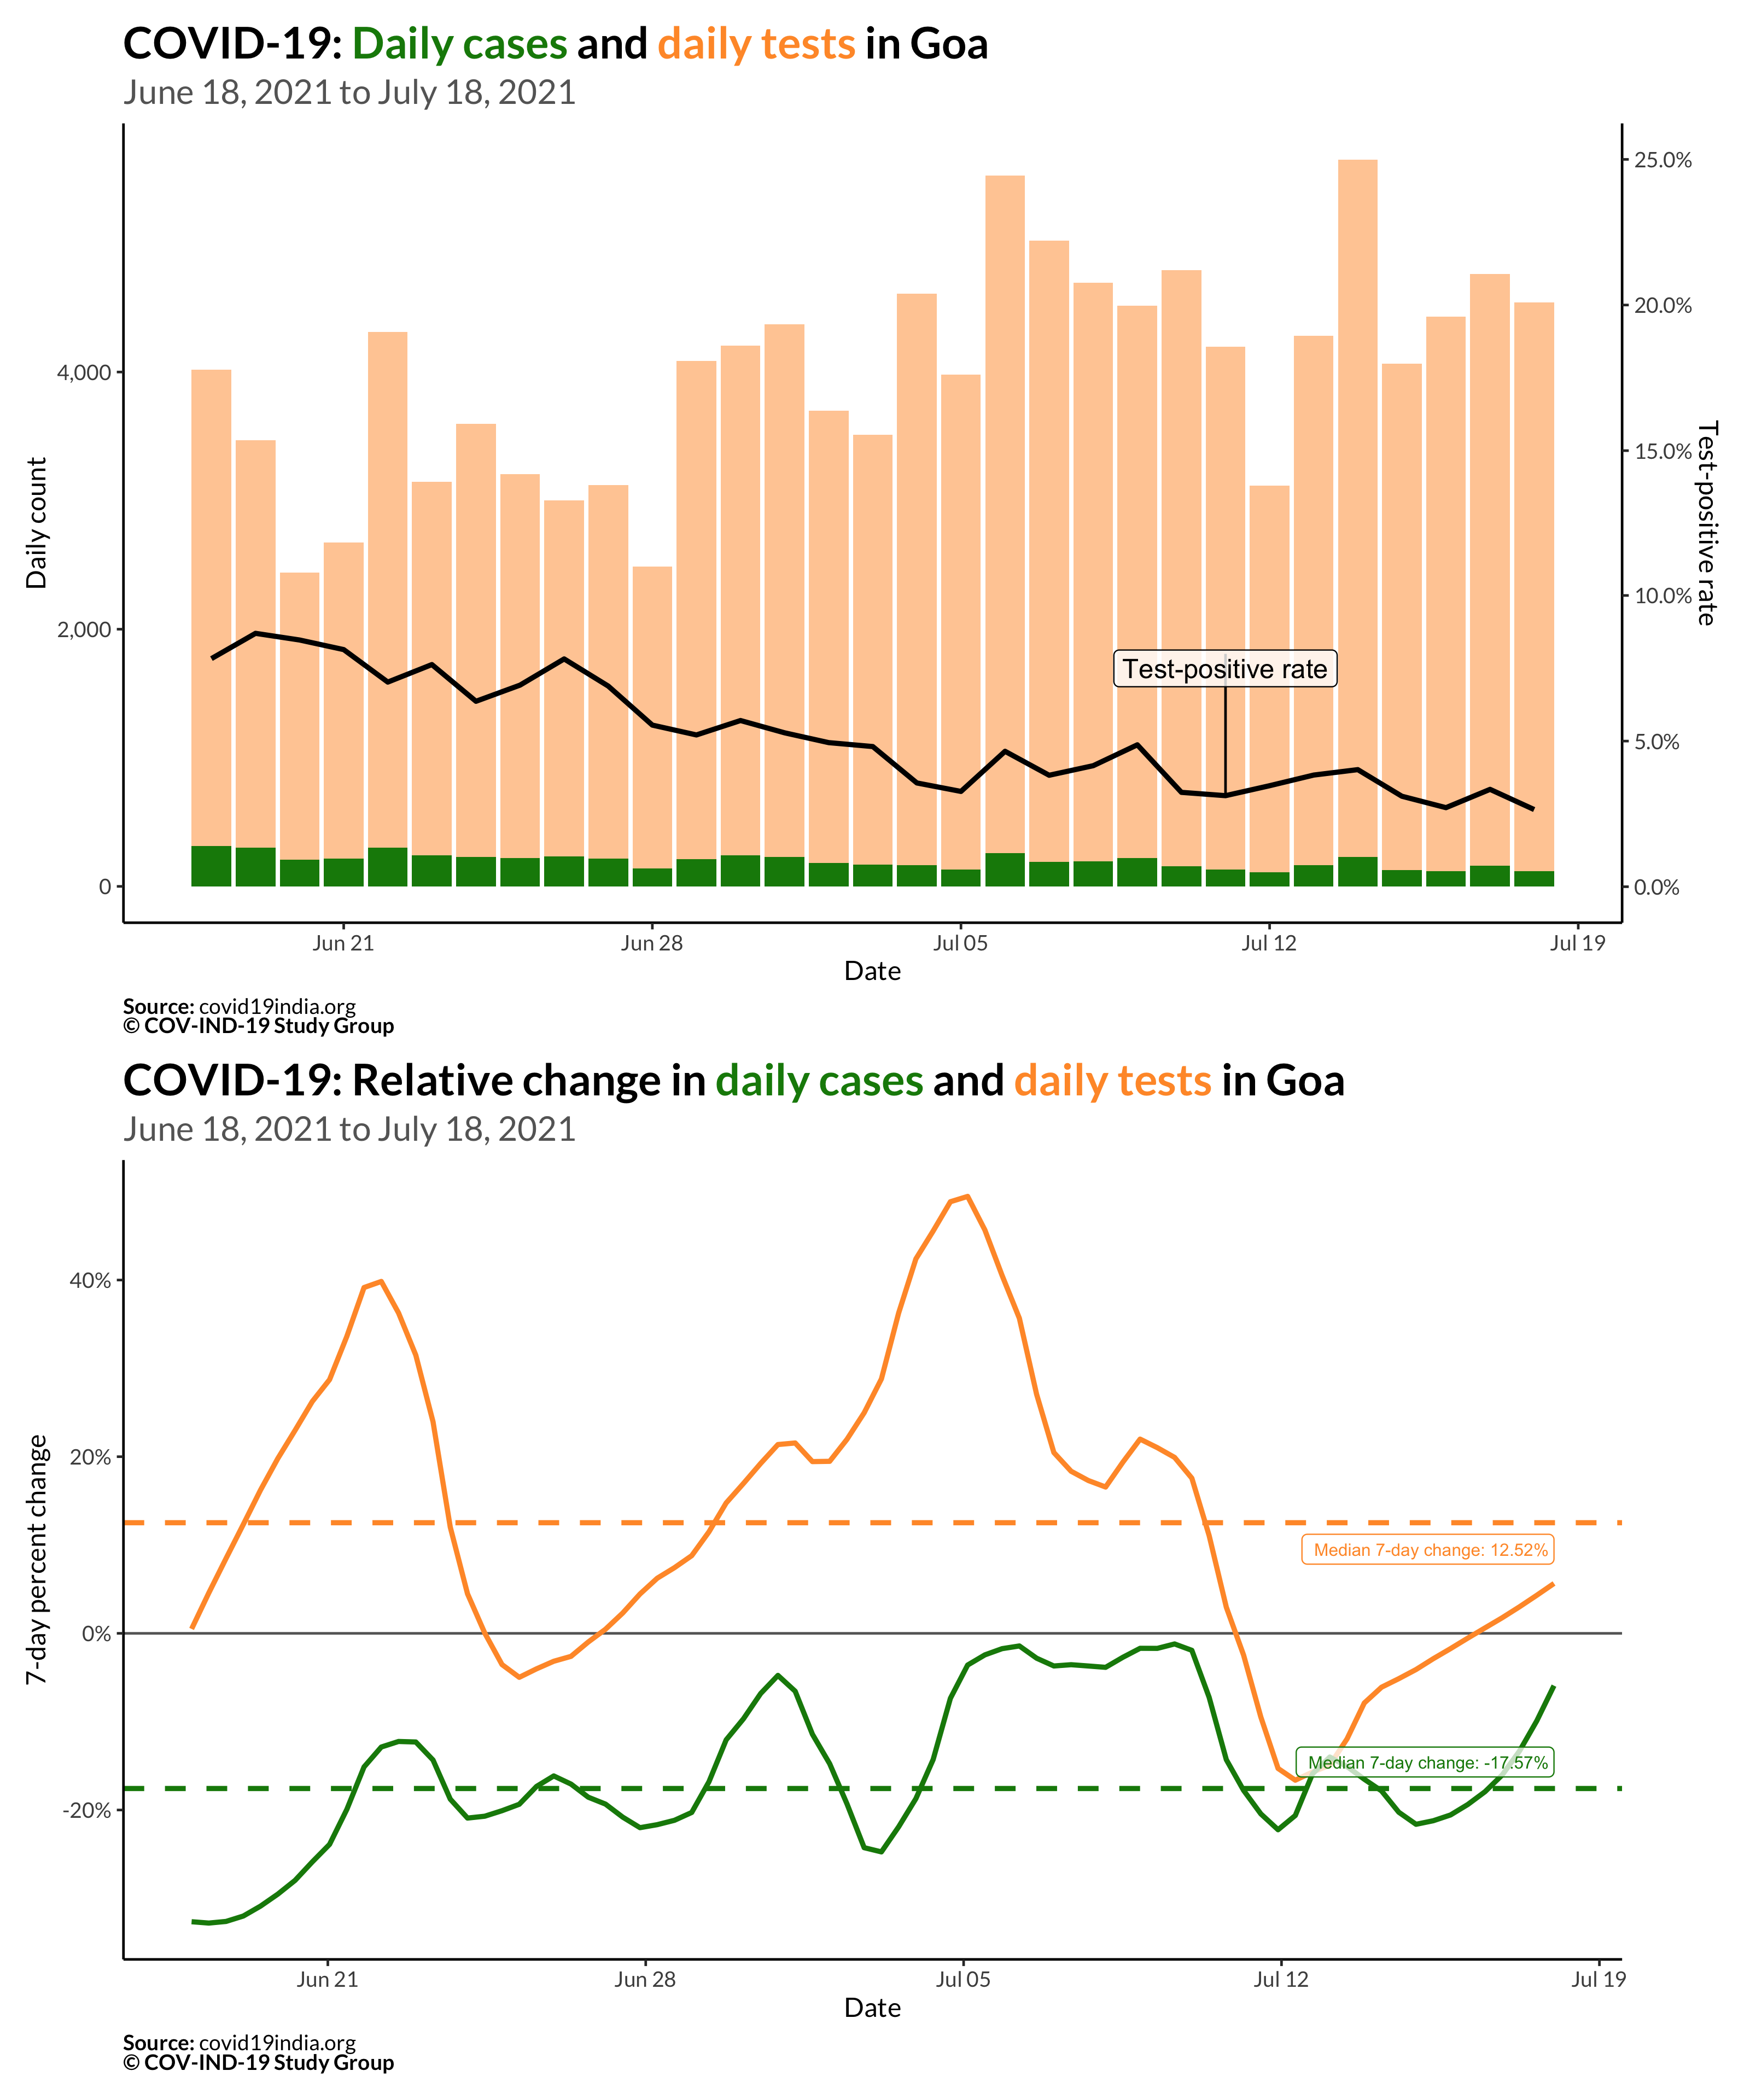 COVID-19: Daily cases and daily tests in Goa
June 18, 2021 to July 18, 2021
Daily count
4,000
2,000
0
25.0%
20.0%
15.0%
10.0%
5.0%
0.0%
Test-positive rate
Test-positive rate
Jun 21
Jun 28
Jul 05
Jul 12
Jul 19
Date
Source: covid19india.org
© COV-IND-19 Study Group
COVID-19: Relative change in daily cases and daily tests in Goa
June 18, 2021 to July 18, 2021
7-day percent change
40%
20%
0%
-20%
Median 7-day change: 12.52%
Median 7-day change: -17.57%
Jun 21
Jun 28
Jul 05
Jul 12
Jul 19
Date
Source: covid19india.org
© COV-IND-19 Study Group